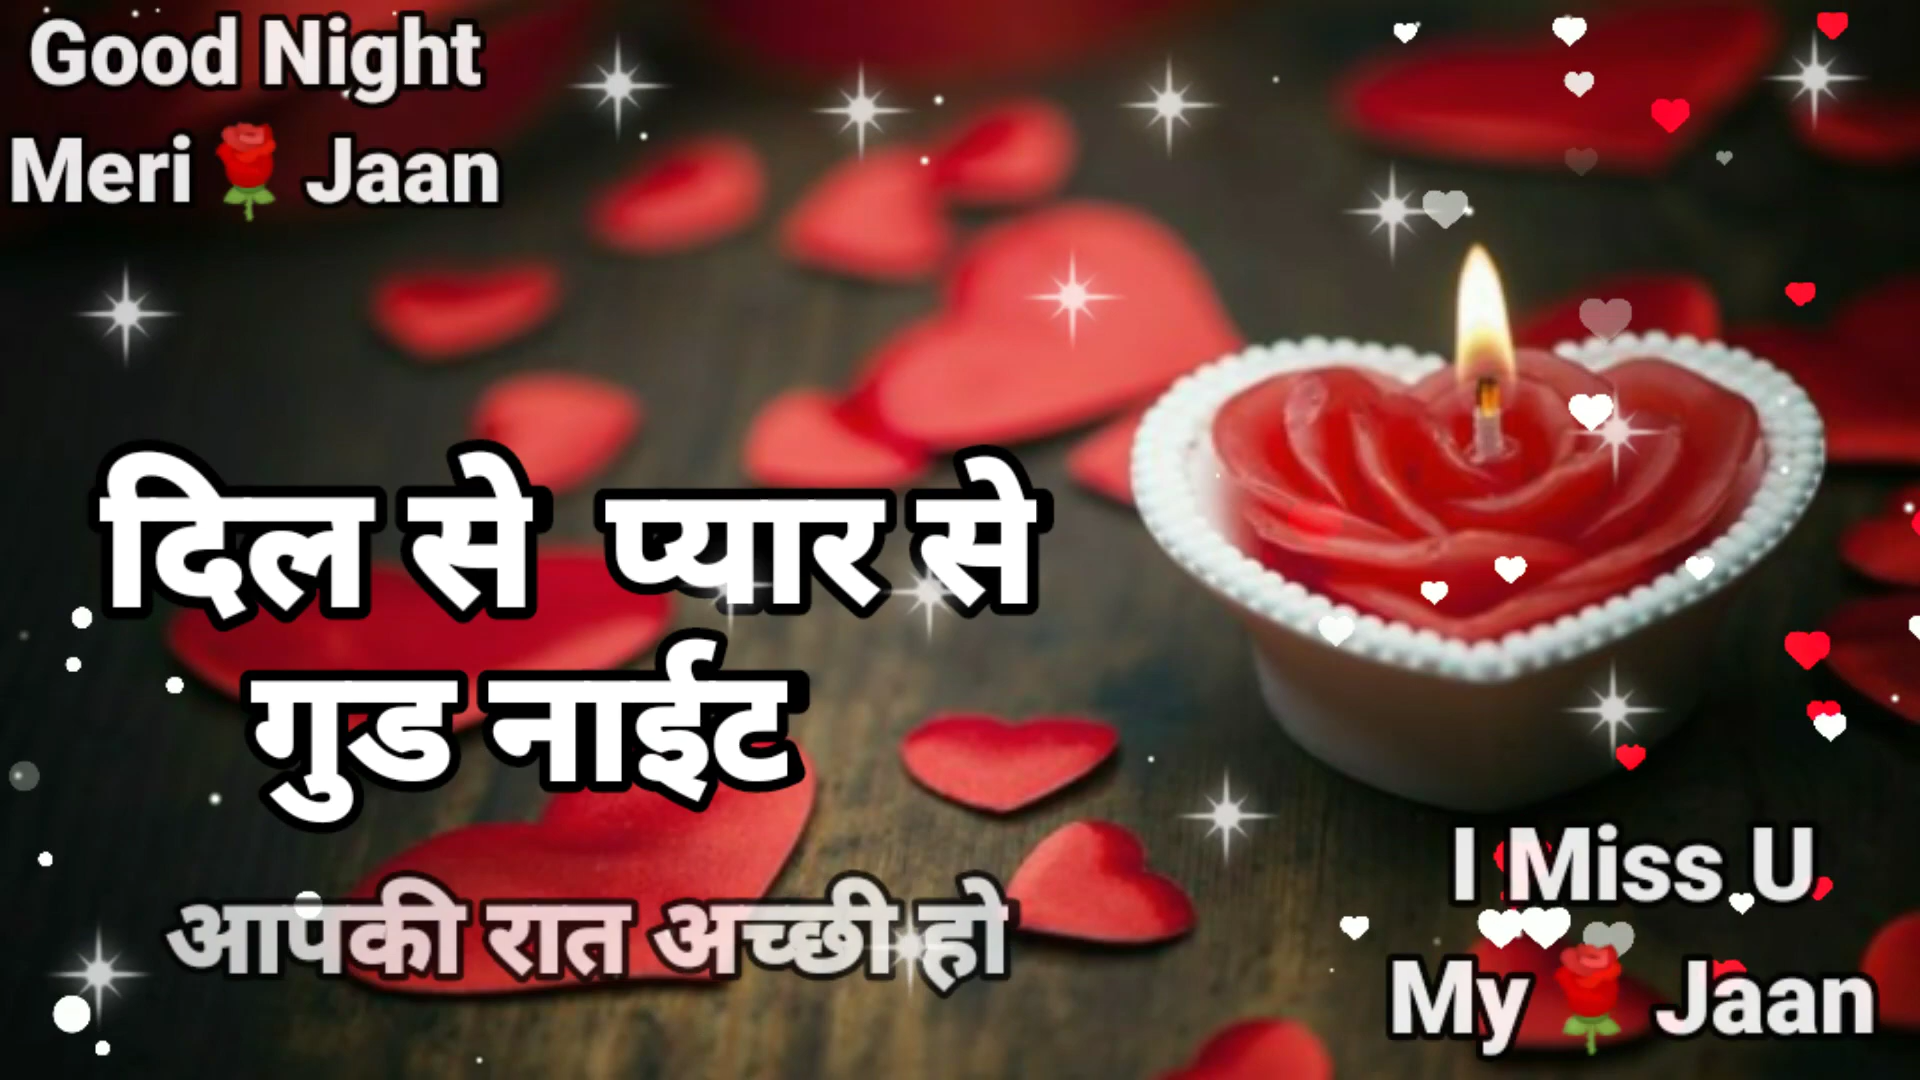 Good Night
Meri🌹Jaan
दिल से प्यार से
गुड नाईट
आपकी रात अच्छी हो
I Miss U
My🌹Jaan